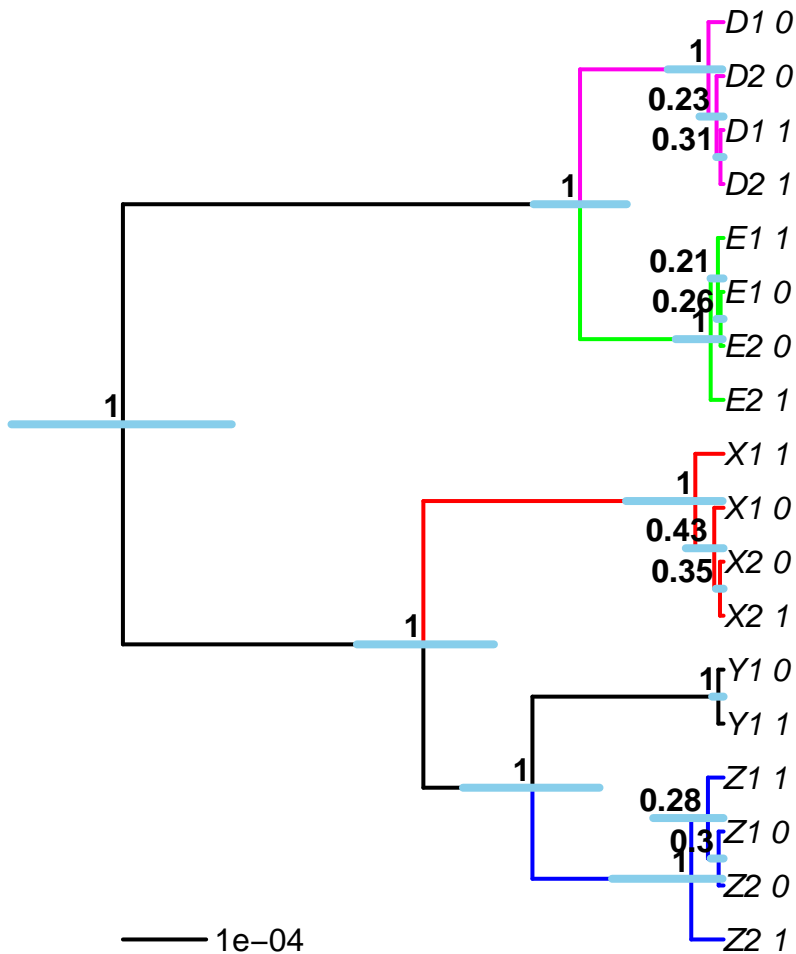 D1 0
1
D2 0
0.23
D1 1
0.31
D2 1
1
E1 1
0.21
E1 0
0.26
1
E2 0
E2 1
1
X1 1
1
X1 0
0.43
X2 0
0.35
X2 1
1
Y1 0
1
Y1 1
1
Z1 1
0.28
Z1 0
0.3
1
Z2 0
Z2 1
1e−04